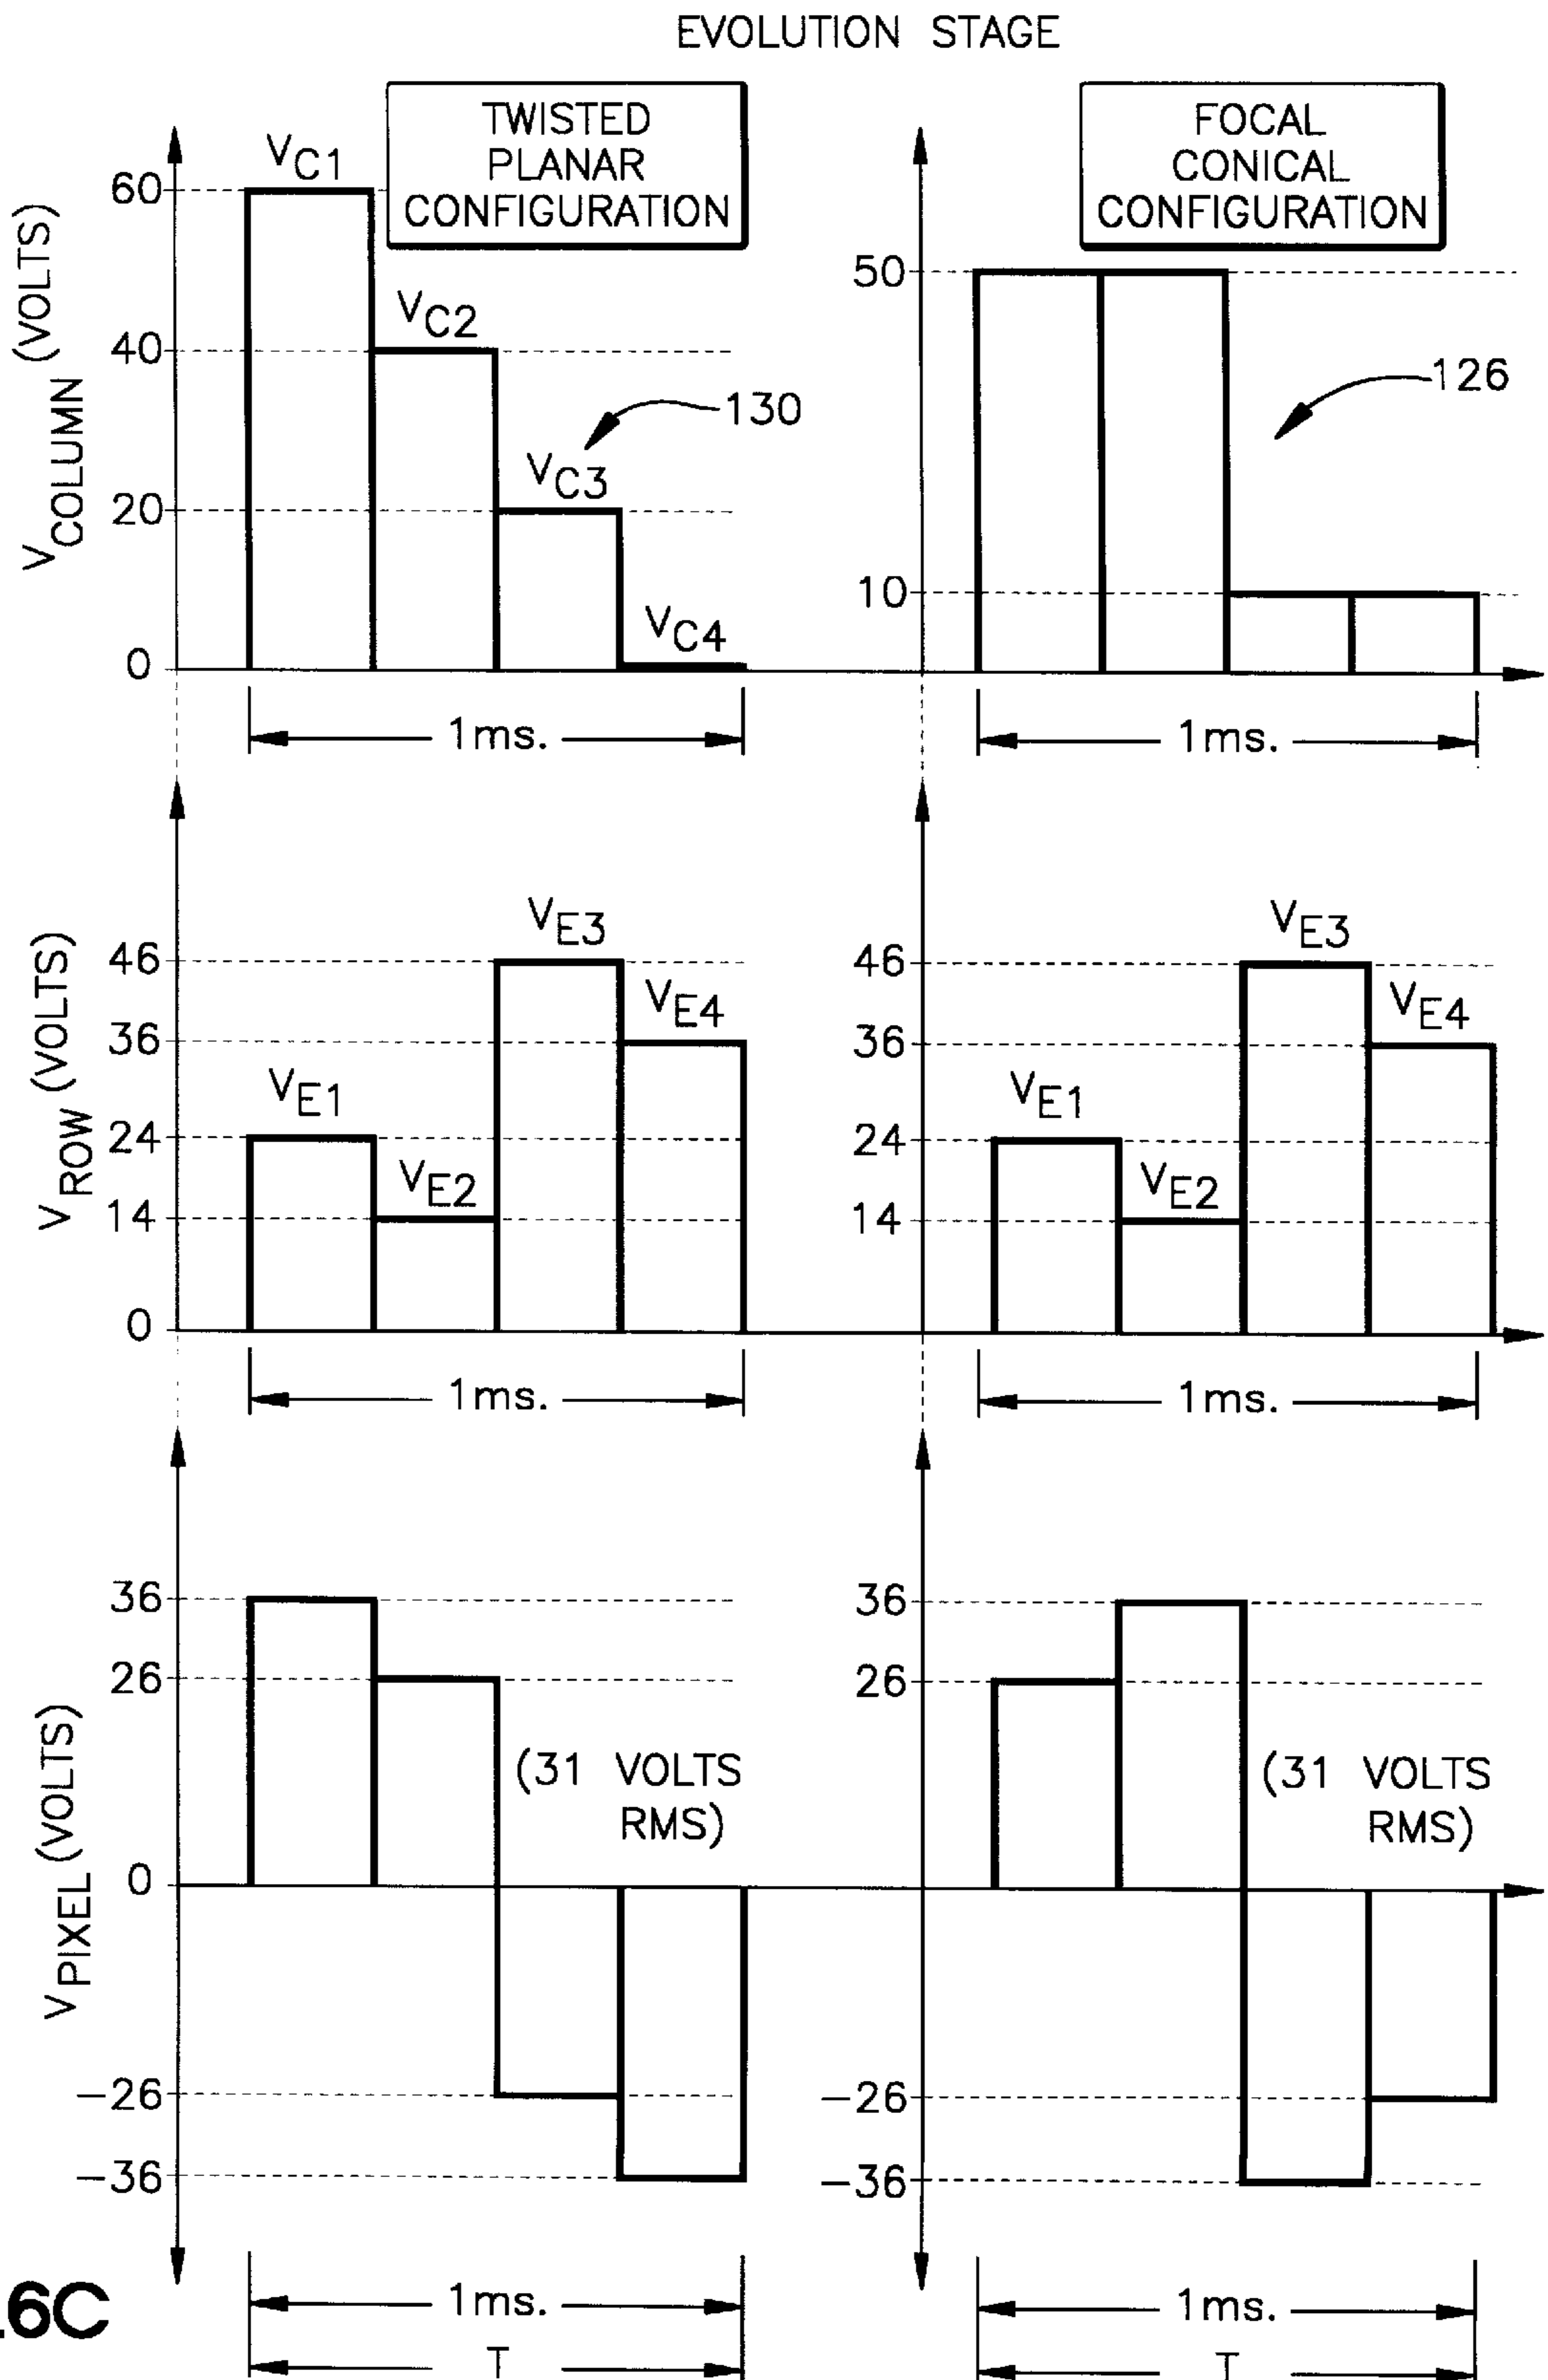 EVOLUTION STAGE
TWISTED
PLANAR
CONFIGURATION
FOCAL
CONICAL
CONFIGURATION
VCOLUMN (VOLTS)
60
40
20
0
VC1
VC2
VC3
VC4
130
50
10
126
1ms.
1ms.
VROW (VOLTS)
46
36
24
14
0
VE1
VE2
VE3
VE4
46
36
24
14
VE1
VE2
VE3
VE4
1ms.
1ms.
VPIXEL (VOLTS)
36
26
0
-26
-36
(31 VOLTS
RMS)
36
26
-26
-36
(31 VOLTS
RMS)
1ms.
1ms.
T
T
6C